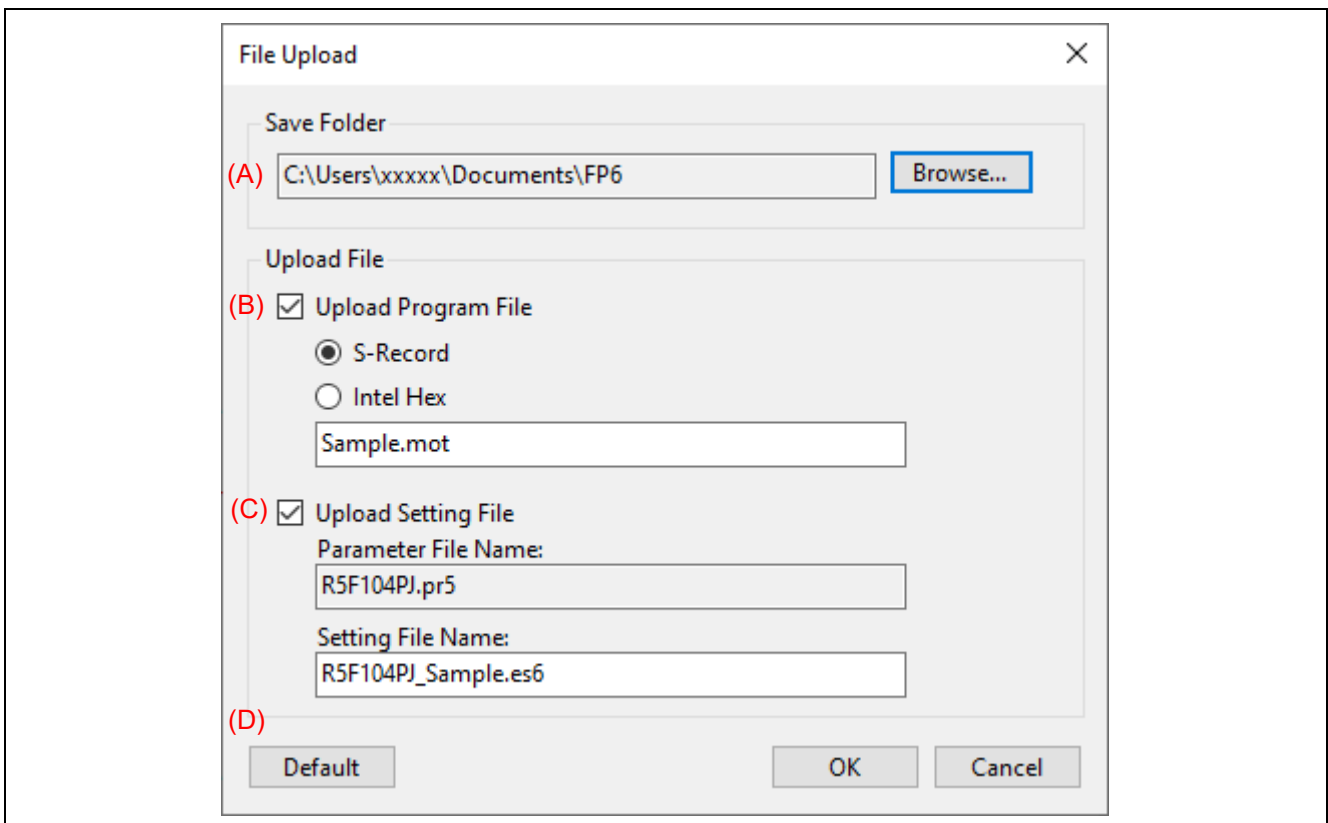 File Upload
Save Folder
(A) C:\Users\xxxxx\Documents\FP6 Browse...
Upload File
(B) Upload Program File
S-Record
Intel Hex
Sample.mot
(C) Upload Setting File
Parameter File Name:
R5F104PJ.pr5
Setting File Name:
R5F104PJ_Sample.es6
(D)
Default OK Cancel